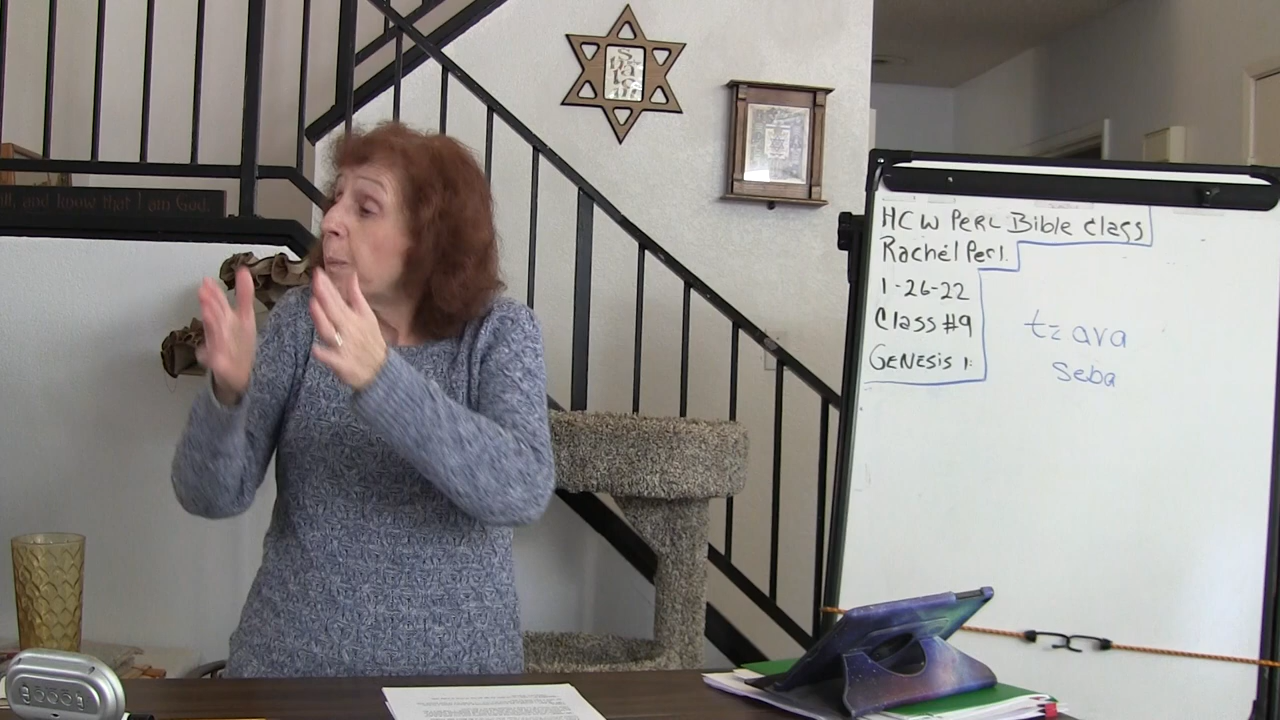 shalom
ill, and know that I am God.
HCW PERL Bible class
Rachel Perl.
1-26-22
Class #9
GENESIS 1:
tzava
Seba